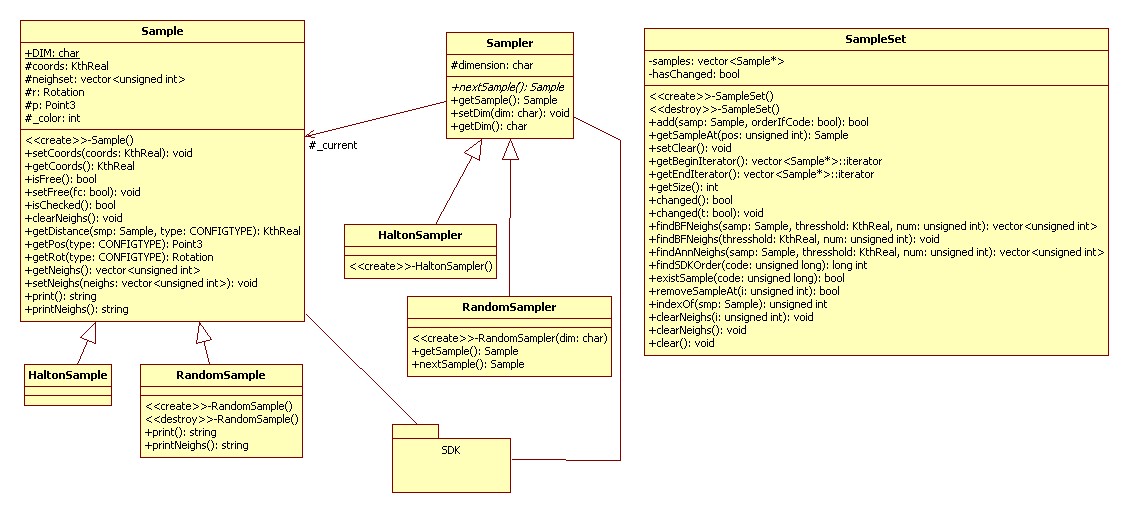 Sample
+DIM: char
#coords: KthReal
#neighset: vector<unsigned int>
#r: Rotation
#p: Point3
#_color: int
<<create>>-Sample()
+setCoords(coords: KthReal): void
+getCoords(): KthReal
+isFree(): bool
+setFree(fc: bool): void
+isChecked(): bool
+clearNeighs(): void
+getDistance(smp: Sample, type: CONFIGTYPE): KthReal
+getPos(type: CONFIGTYPE): Point3
+getRot(type: CONFIGTYPE): Rotation
+getNeighs(): vector<unsigned int>
+setNeighs(neighs: vector<unsigned int>): void
+print(): string
+printNeighs(): string
HaltonSample
RandomSample
<<create>>-RandomSample()
<<destroy>>-RandomSample()
+print(): string
+printNeighs(): string
#_current
Sampler
#dimension: char
+nextSample(): Sample
+getSample(): Sample
+setDim(dim: char): void
+getDim(): char
HaltonSampler
<<create>>-HaltonSampler()
RandomSampler
<<create>>-RandomSampler(dim: char)
+getSample(): Sample
+nextSample(): Sample
SDK
SampleSet
-samples: vector<Sample*>
-hasChanged: bool
<<create>>-SampleSet()
<<destroy>>-SampleSet()
+add(samp: Sample, orderIfCode: bool): bool
+getSampleAt(pos: unsigned int): Sample
+setClear(): void
+getBeginIterator(): vector<Sample*>::iterator
+getEndIterator(): vector<Sample*>::iterator
+getSize(): int
+changed(): bool
+changed(t: bool): void
+findBFNeighs(samp: Sample, thresshold: KthReal, num: unsigned int): vector<unsigned int>
+findBFNeighs(thresshold: KthReal, num: unsigned int): void
+findAnnNeighs(samp: Sample, thresshold: KthReal, num: unsigned int): vector<unsigned int>
+findSDKOrder(code: unsigned long): long int
+existSample(code: unsigned long): bool
+removeSampleAt(i: unsigned int): bool
+indexOf(smp: Sample): unsigned int
+clearNeighs(i: unsigned int): void
+clearNeighs(): void
+clear(): void